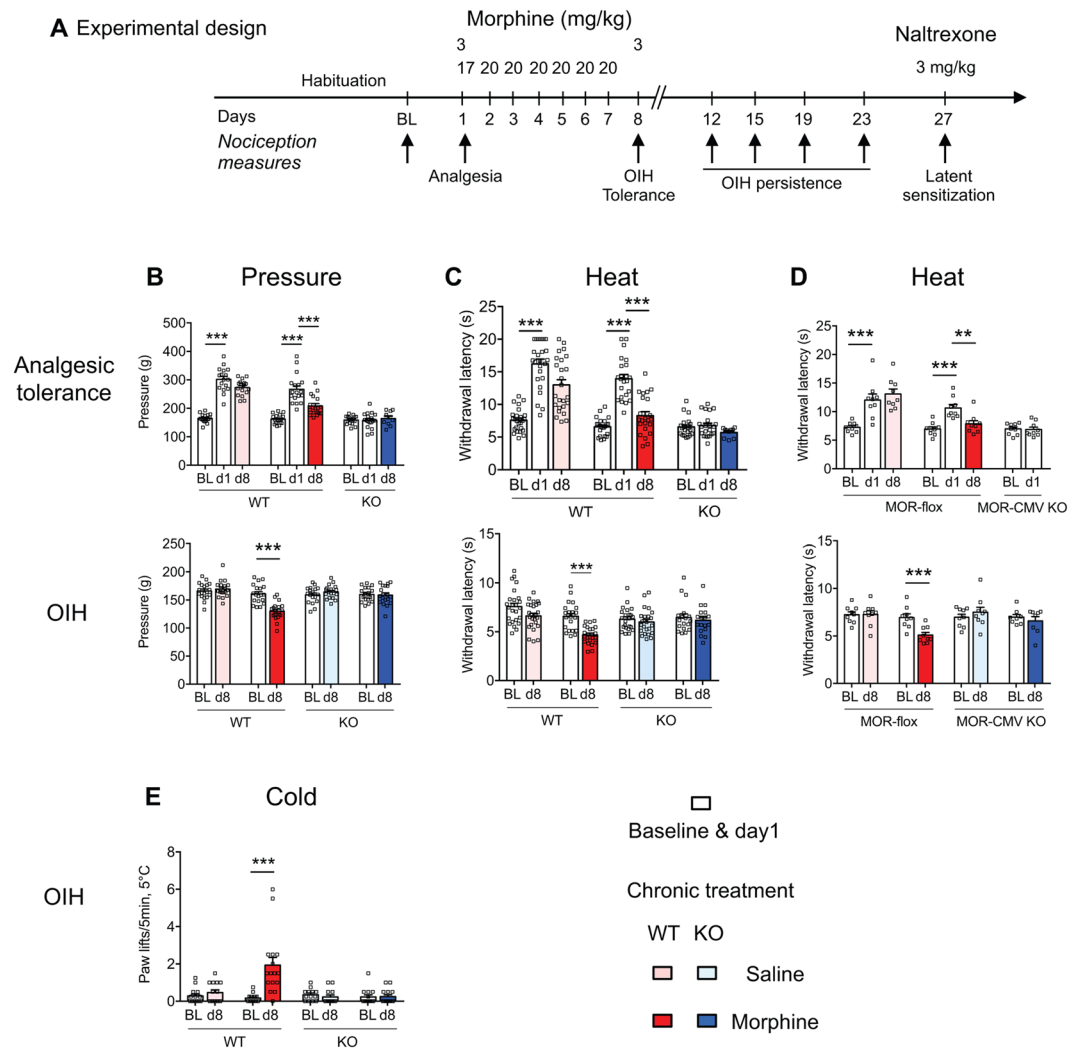 A Experimental design
Morphine (mg/kg)
Naltrexone
3 3
3 mg/kg
17 20 20 20 20 20 20
Habituation
Days BL 1 2 3 4 5 6 7 8 12 15 19 23 27
Nociception
measures
Analgesia
OIH
Tolerance
OIH persistence
Latent
sensitization
B Pressure
C Heat
D Heat
Analgesic
tolerance
Pressure (g)
500
400
300
200
100
0
*** *** ***
BL d1 d8 BL d1 d8 BL d1 d8
WT KO
Withdrawal latency (s)
25
20
15
10
5
0
*** *** ***
BL d1 d8 BL d1 d8 BL d1 d8
WT KO
Withdrawal latency (s)
25
20
15
10
5
0
*** *** **
BL d1 d8 BL d1 d8 BL d1
MOR-flox MOR-CMV KO
OIH
Pressure (g)
250
200
150
100
50
0
***
BL d8 BL d8 BL d8 BL d8
WT KO
Withdrawal latency (s)
15
10
5
0
***
BL d8 BL d8 BL d8 BL d8
WT KO
Withdrawal latency (s)
15
10
5
0
***
BL d8 BL d8 BL d8 BL d8
MOR-flox MOR-CMV KO
E Cold
OIH
Paw lifts/5min, 5°C
8
6
4
2
0
***
BL d8 BL d8 BL d8 BL d8
WT KO
Baseline & day1
Chronic treatment
WT KO
Saline
Morphine